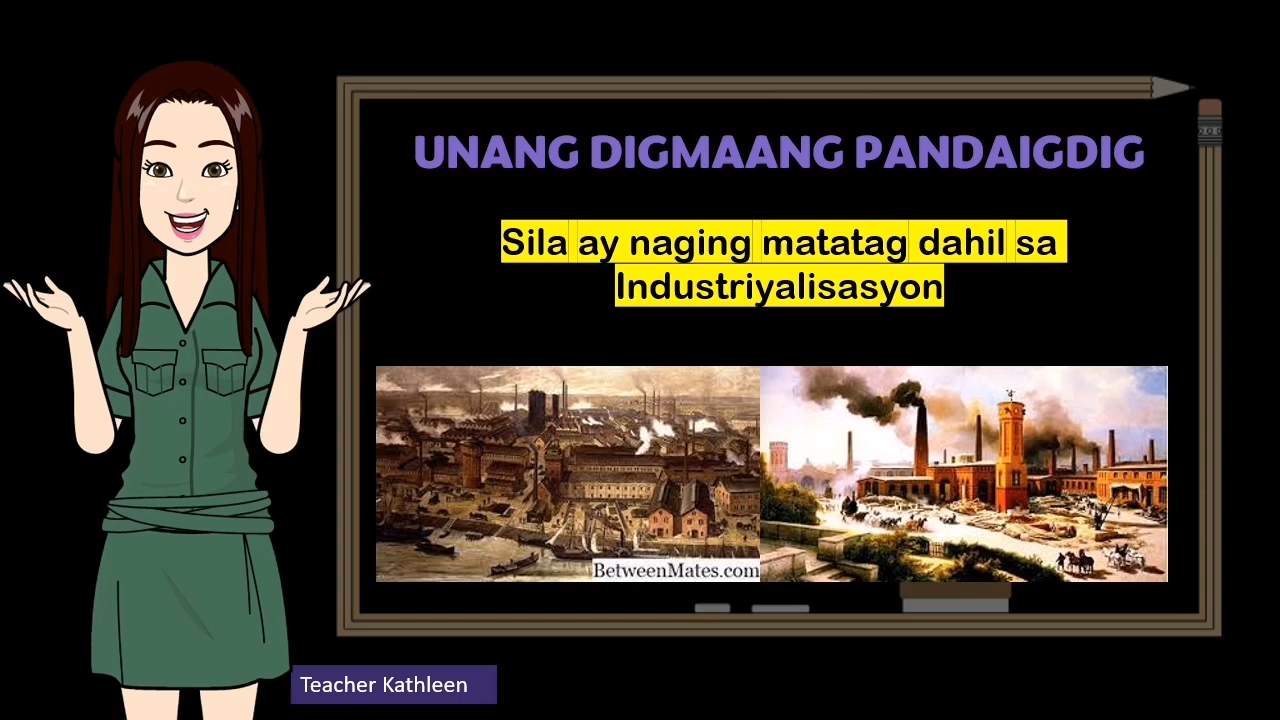 UNANG DIGMAANG PANDAIGDIG
Sila ay naging matatag dahil sa
Industriyalisasyon
BetweenMates.com
Teacher Kathleen